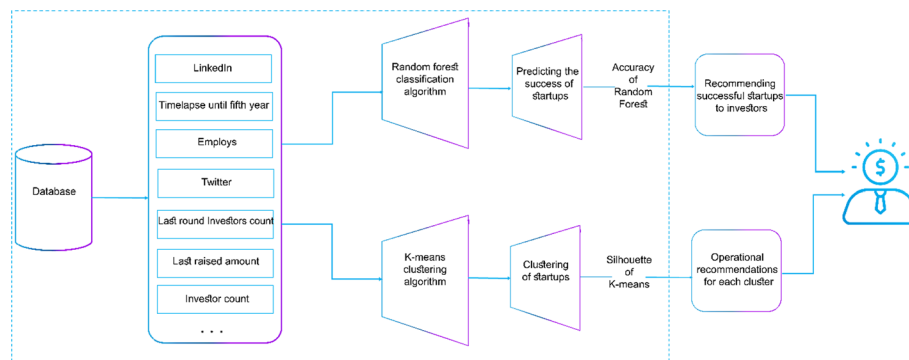 Database
LinkedIn
Timelapse until fifth year
Employs
Twitter
Last round Investors count
Last raised amount
Investor count
. . .
Random forest
classification
algorithm
Predicting the
success of
startups
Accuracy
of
Random
Forest
Recommending
successful startups
to investors
$
K-means
clustering
algorithm
Clustering
of startups
Silhouette
of
K-means
Operational
recommendations
for each cluster